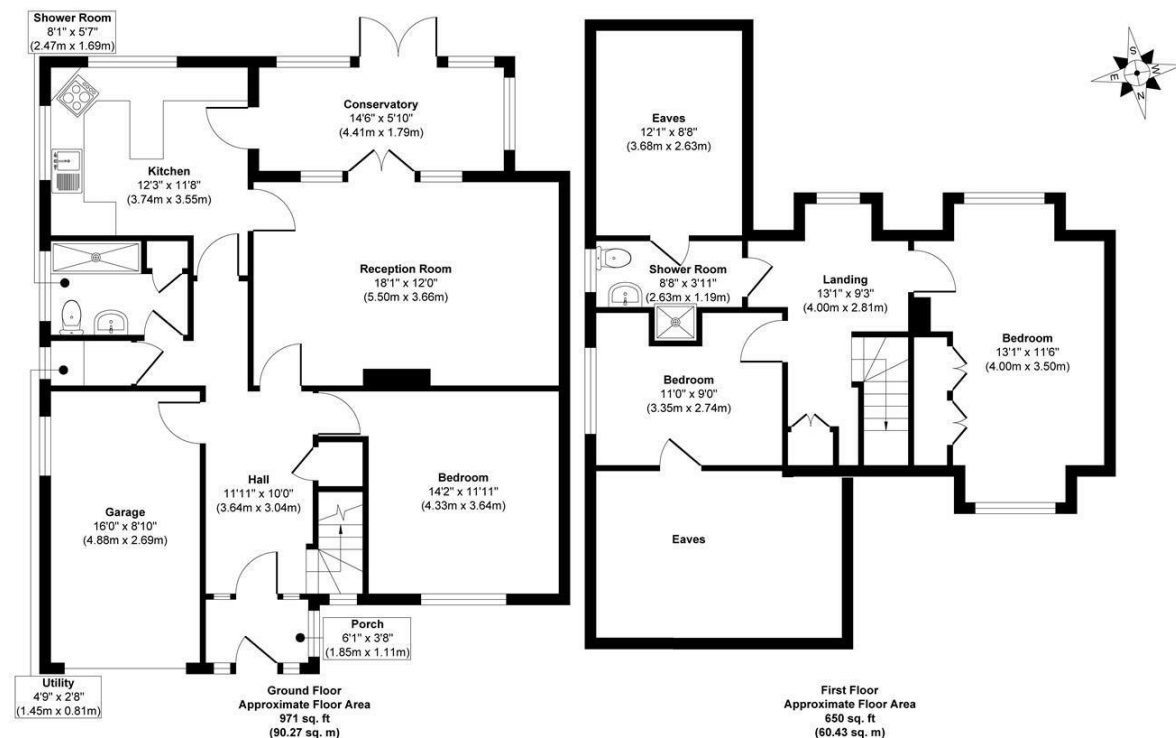 Shower Room
8'1" x 5'7"
(2.47m x 1.69m)
Conservatory
14'6" x 5'10"
(4.41m x 1.79m)
Kitchen
12'3" x 11'8"
(3.74m x 3.55m)
Reception Room
18'1" x 12'0
(5.50m x 3.66m)
Hall
11'11" x 10'0"
(3.64m x 3.04m)
Bedroom
14'2" x 11'11"
(4.33m x 3.64m)
Garage
16'0" x 8'10"
(4.88m x 2.69m)
Porch
6'1" x 3'8"
(1.85m x 1.11m)
Utility
4'9" x 2'8"
(1.45m x 0.81m)
Ground Floor
Approximate Floor Area
971 sq. ft
(90.27 sq. m)
S
E
W
N
Eaves
12'1" x 8'8"
(3.68m x 2.63m)
Shower Room
8'8" x 3'11"
(2.63m x 1.19m)
Landing
13'1" x 9'3"
(4.00m x 2.81m)
Bedroom
13'1" x 11'6"
(4.00m x 3.50m)
Bedroom
11'0" x 9'0"
(3.35m x 2.74m)
Eaves
First Floor
Approximate Floor Area
650 sq. ft
(60.43 sq. m)